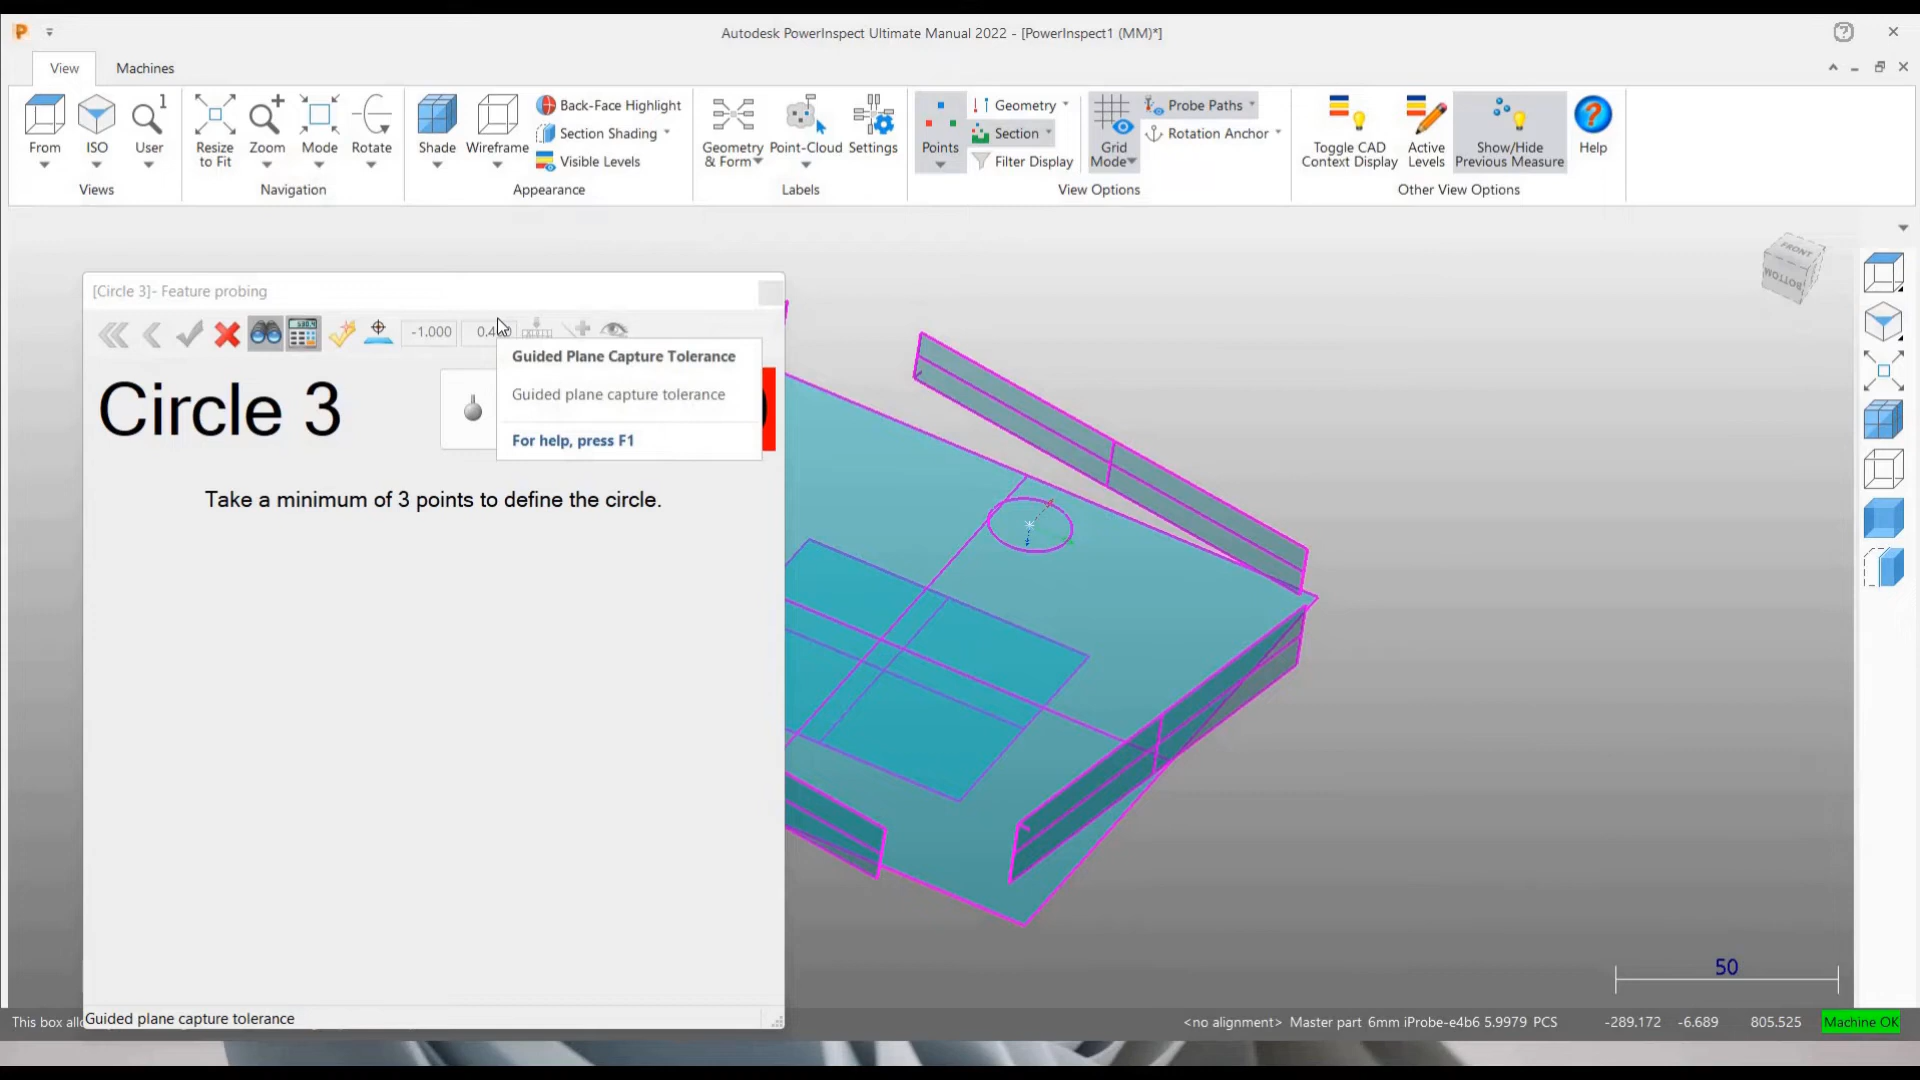 Autodesk PowerInspect Ultimate Manual 2022 - [PowerInspect1 (MM)*]
View
Machines
From
ISO
User
1
Resize
to Fit
Zoom
Mode
Rotate
Shade
Wireframe
Back-Face Highlight
Section Shading
Visible Levels
Geometry
& Form
Point-Cloud
Settings
Points
Geometry
Section
Filter Display
Grid
Mode
Probe Paths
Rotation Anchor
Toggle CAD
Context Display
Active
Levels
Show/Hide
Previous Measure
Help
Views
Navigation
Appearance
Labels
View Options
Other View Options
FRONT
BOTTOM
[Circle 3]- Feature probing
-1.000
Guided Plane Capture Tolerance
Guided plane capture tolerance
For help, press F1
Circle 3
Take a minimum of 3 points to define the circle.
50
Guided plane capture tolerance
This box
<no alignment>
Master part
6mm iProbe-e4b6
5.9979
PCS
-289.172
-6.689
805.525
Machine OK